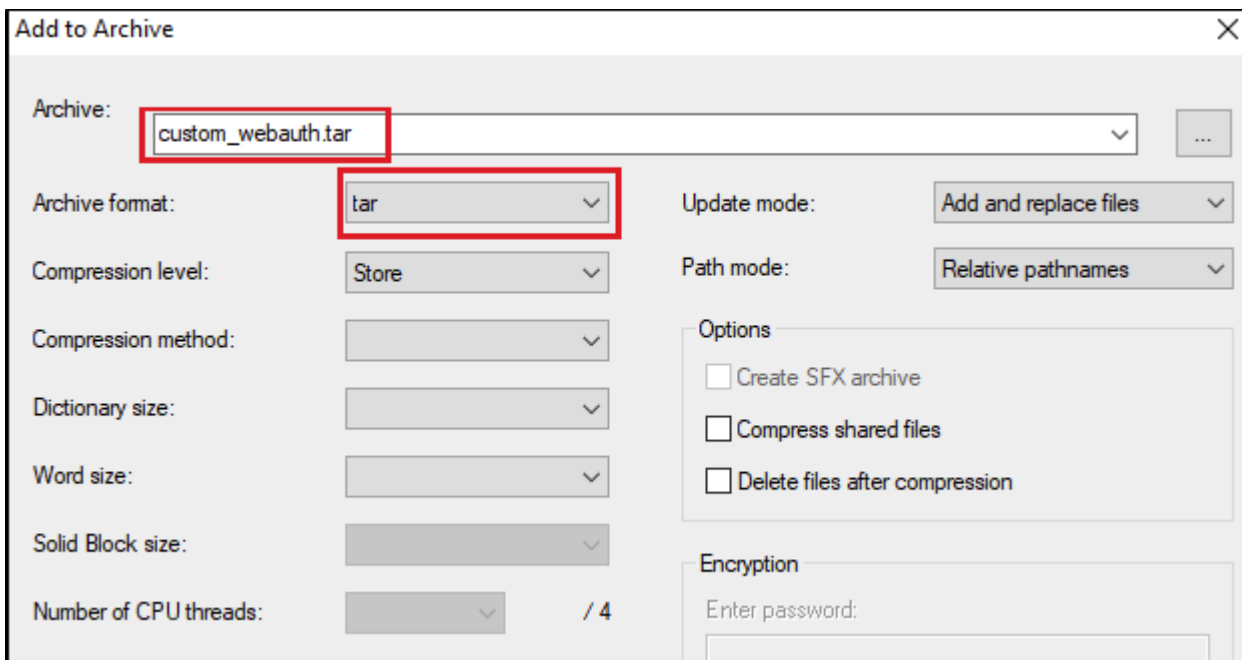 Add to Archive
Archive:
custom_webauth.tar
...
Archive format:
tar
Update mode:
Add and replace files
Compression level:
Store
Path mode:
Relative pathnames
Compression method:
Options
Create SFX archive
Dictionary size:
Compress shared files
Word size:
Delete files after compression
Solid Block size:
Encryption
Number of CPU threads:
/ 4
Enter password: